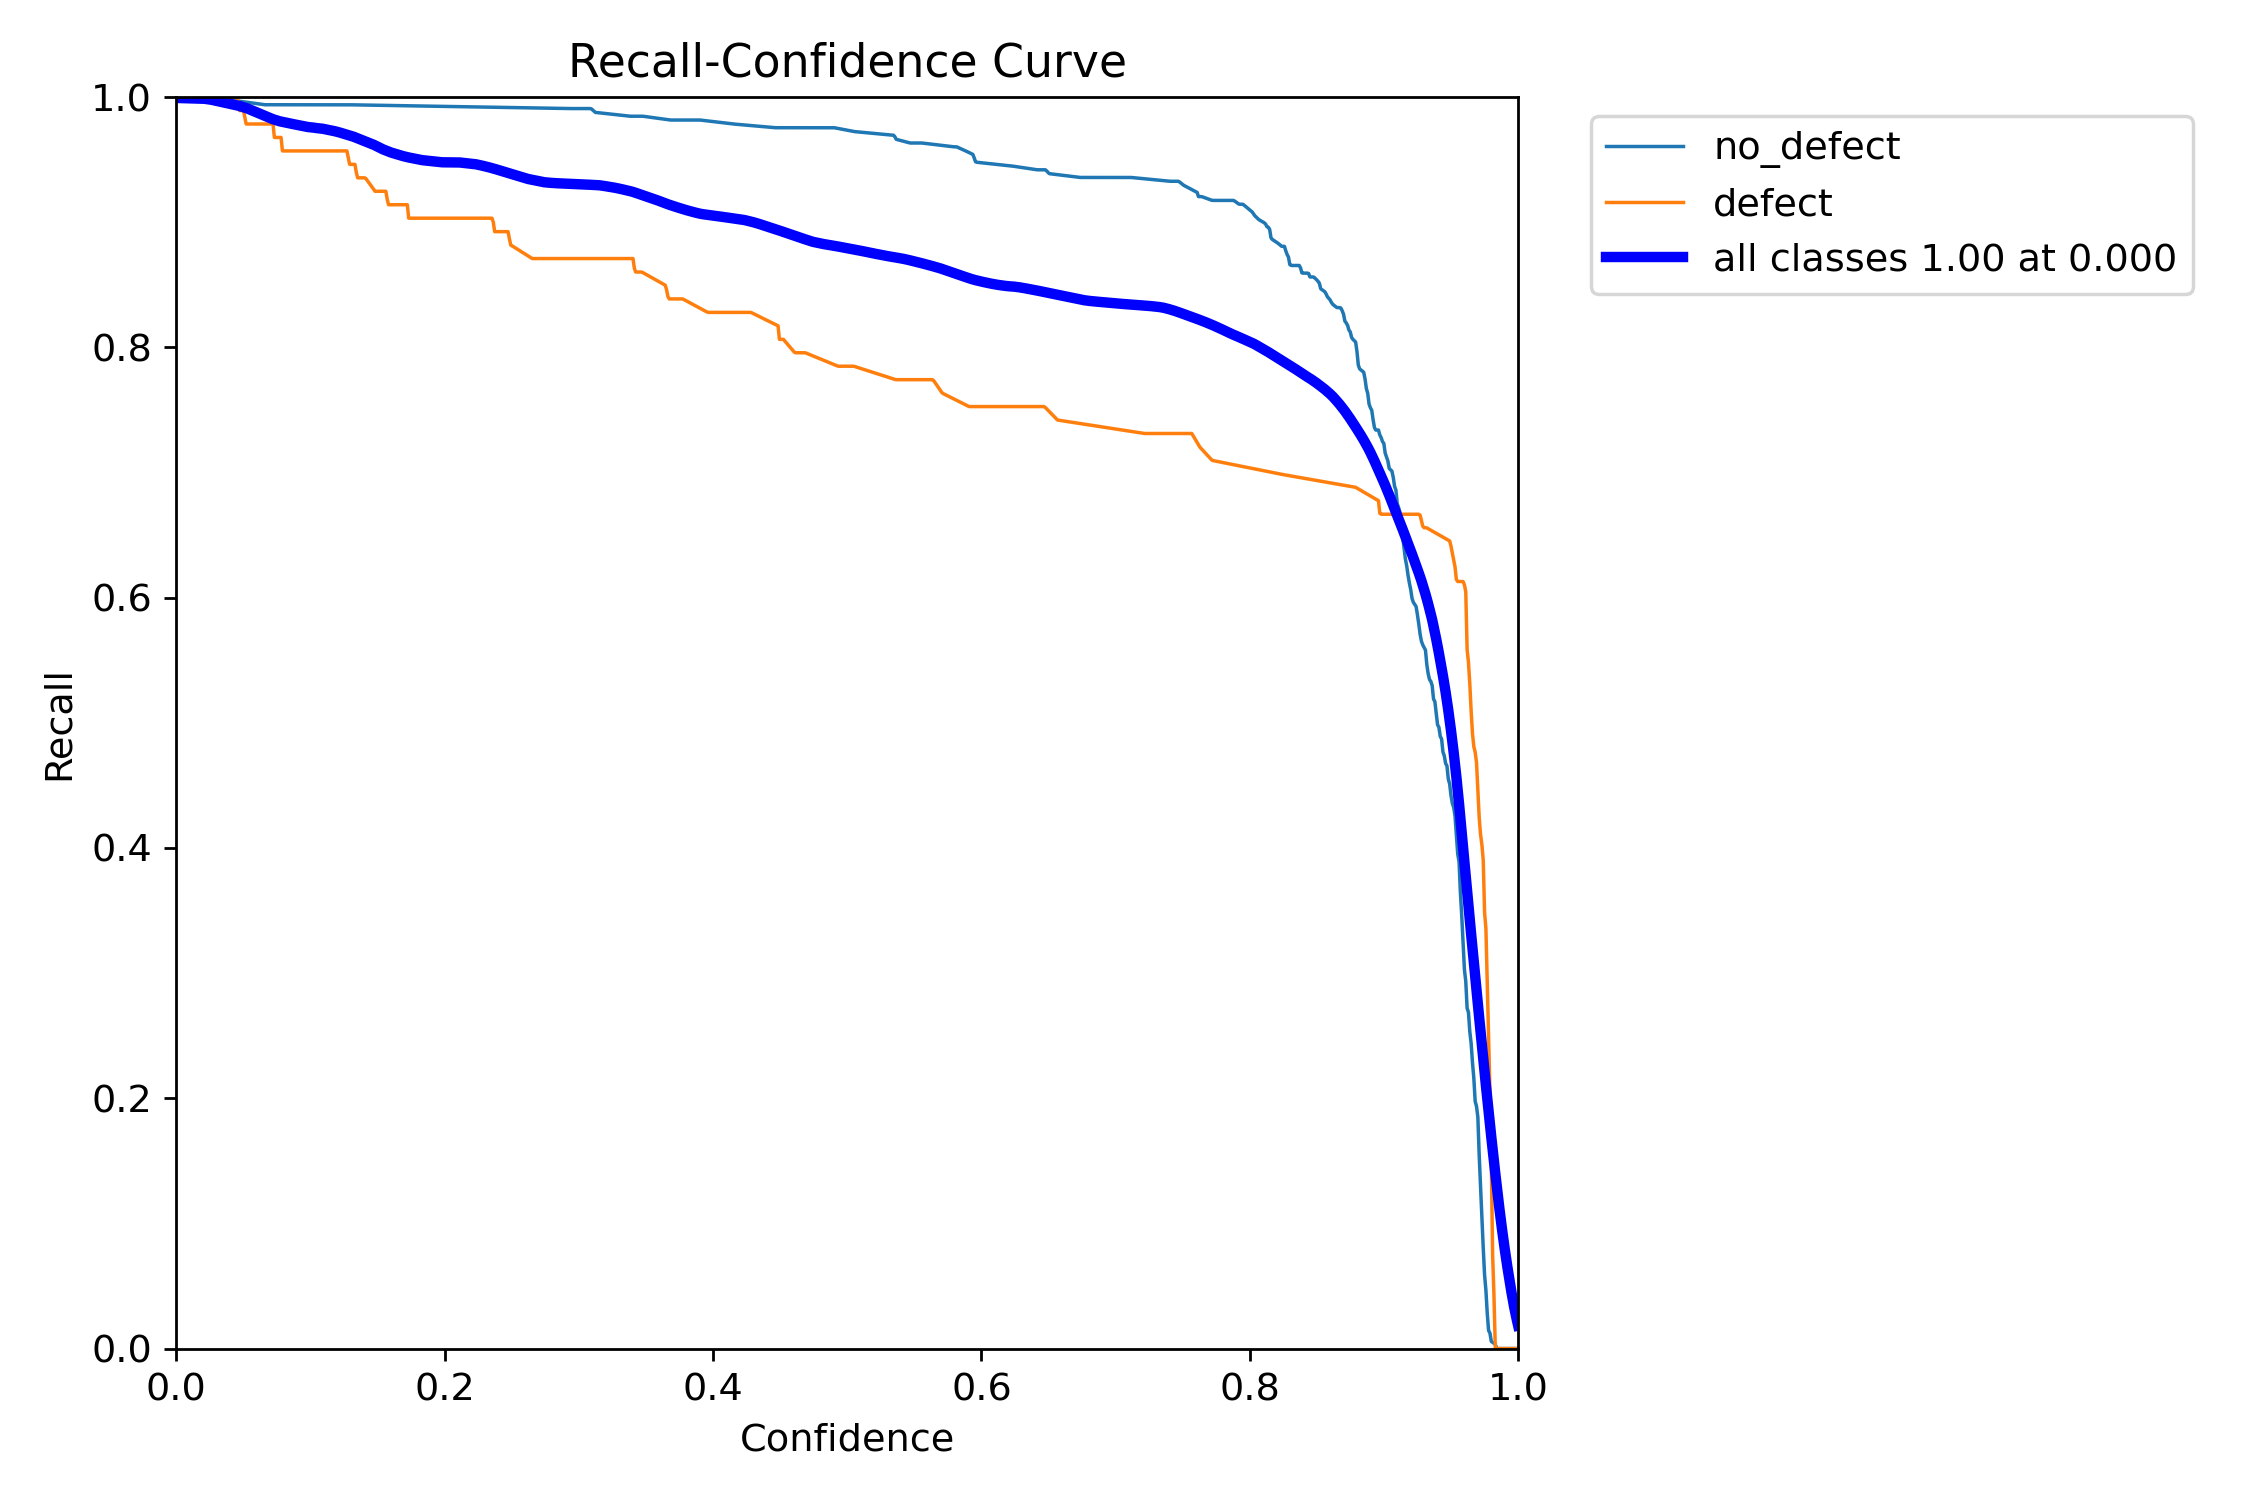 Recall-Confidence Curve
1.0
0.8
0.6
0.4
0.2
0.0
Recall
0.0 0.2 0.4 0.6 0.8 1.0
Confidence
no_defect
defect
all classes 1.00 at 0.000